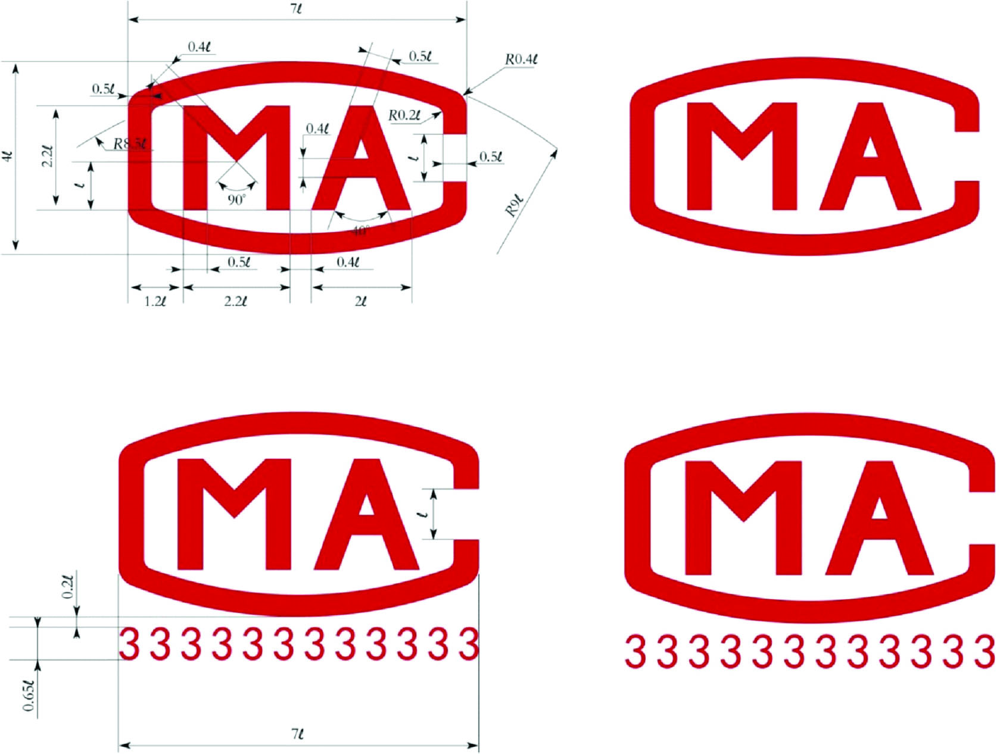 7ℓ
0.4ℓ
0.5ℓ
R0.4ℓ
0.5ℓ
R0.2ℓ
MA
MA
0.4ℓ
R8.5ℓ
4ℓ
2.2ℓ
ℓ
ℓ
0.5ℓ
90°
40°
R9ℓ
0.5ℓ
0.4ℓ
1.2ℓ
2.2ℓ
2ℓ
MA
MA
ℓ
0.2ℓ
333333333333
333333333333
0.65ℓ
7ℓ